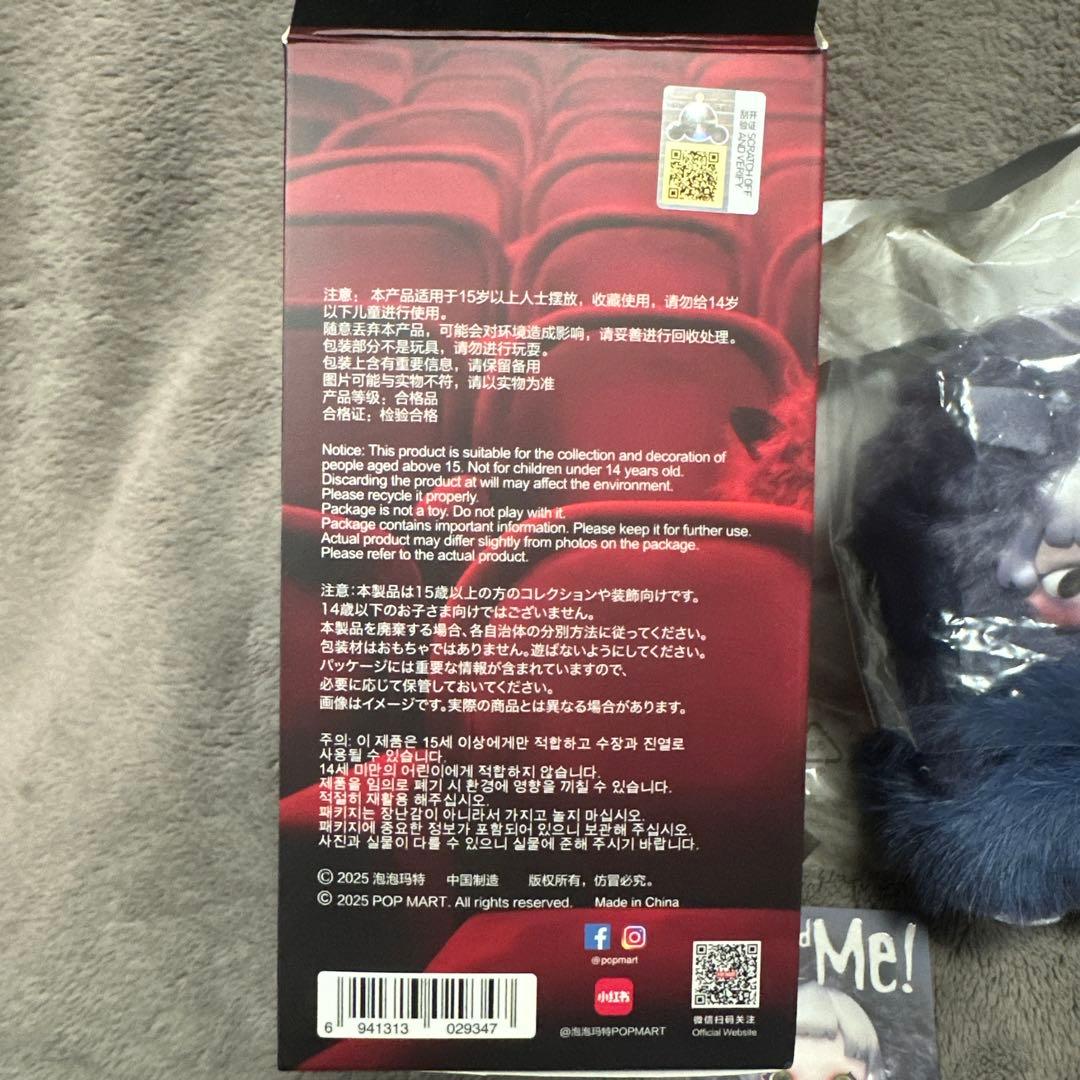 刮开涂层 查验真伪
SCRATCH OFF
AND VERIFY
注意： 本产品适用于15岁以上人士摆放，收藏使用，请勿给14岁
以下儿童进行使用。
随意丢弃本产品，可能会对环境造成影响，请妥善进行回收处理。
包装部分不是玩具，请勿进行玩耍。
包装上含有重要信息，请保留备用
图片可能与实物不符，请以实物为准
产品等级：合格品
合格证：检验合格
Notice: This product is suitable for the collection and decoration of
people aged above 15. Not for children under 14 years old.
Discarding the product at will may affect the environment.
Please recycle it properly.
Package is not a toy. Do not play with it.
Package contains important information. Please keep it for further use.
Actual product may differ slightly from photos on the package.
Please refer to the actual product.
注意：本製品は15歳以上の方のコレクションや装飾向けです。
14歳以下のお子さま向けではございません。
本製品を廃棄する場合、各自治体の分別方法に従ってください。
包装材はおもちゃではありません。遊ばないようにしてください。
パッケージには重要な情報が含まれていますので、
必要に応じて保管しておいてください。
画像はイメージです。実際の商品とは異なる場合があります。
주의: 이 제품은 15세 이상에게만 적합하고 수장과 진열로
사용될 수 있습니다.
14세 미만의 어린이에게 적합하지 않습니다.
제품을 임의로 폐기 시 환경에 영향을 끼칠 수 있습니다.
적절히 재활용 해주십시오.
패키지는 장난감이 아니라서 가지고 놀지 마십시오.
패키지에 중요한 정보가 포함되어 있으니 보관해 주십시오.
사진과 실물이 다를 수 있으니 실물에 준해 주시기 바랍니다.
© 2025 泡泡玛特 中国制造 版权所有，仿冒必究。
© 2025 POP MART. All rights reserved. Made in China
@popmart
小红书
@泡泡玛特POPMART
微信扫码关注
Official Website
6 941313 029347
Me!